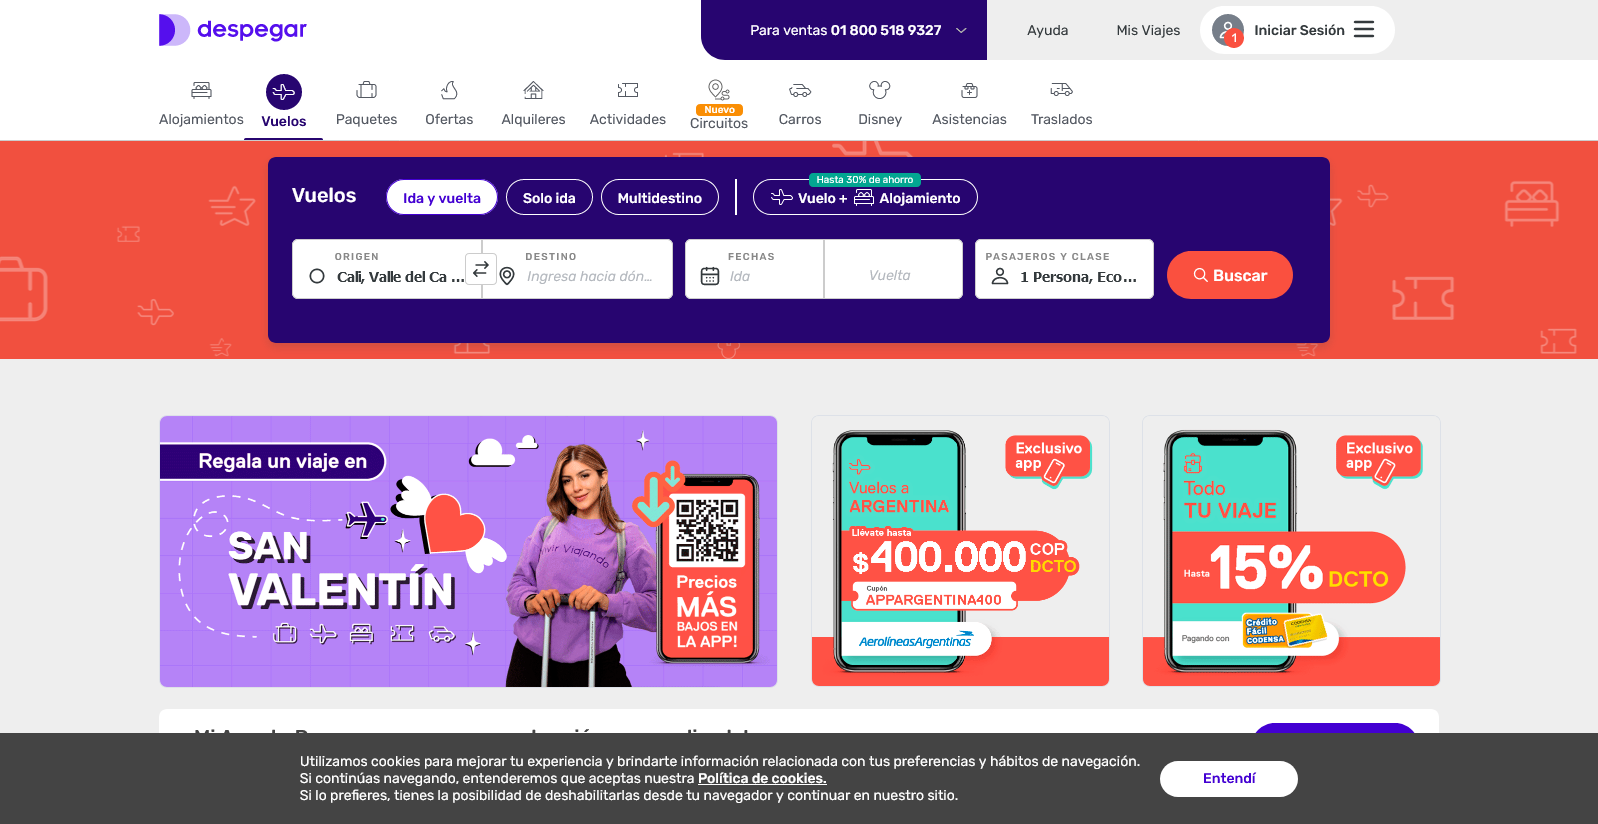 despegar
Para ventas 01 800 518 9327
Ayuda
Mis Viajes
1
Iniciar Sesión
Alojamientos
Vuelos
Paquetes
Ofertas
Alquileres
Actividades
Nuevo
Circuitos
Carros
Disney
Asistencias
Traslados
Vuelos
Ida y vuelta
Solo ida
Multidestino
Hasta 30% de ahorro
Vuelo + Alojamiento
ORIGEN
Cali, Valle del Ca ...
DESTINO
Ingresa hacia dón...
FECHAS
Ida
Vuelta
PASAJEROS Y CLASE
1 Persona, Eco...
Buscar
Regala un viaje en
SAN
VALENTÍN
Vivir Viajando
Precios
MÁS
BAJOS EN
LA APP!
Exclusivo
app
Vuelos a
ARGENTINA
Llévate hasta
$400.000 COP
DCTO
Cupón
APPARGENTINA400
AerolíneasArgentinas
Exclusivo
app
Todo
TU VIAJE
Hasta 15% DCTO
Pagando con
Crédito
Fácil
CODENSA
Utilizamos cookies para mejorar tu experiencia y brindarte información relacionada con tus preferencias y hábitos de navegación.
Si continúas navegando, entenderemos que aceptas nuestra Política de cookies.
Si lo prefieres, tienes la posibilidad de deshabilitarlas desde tu navegador y continuar en nuestro sitio.
Entendí